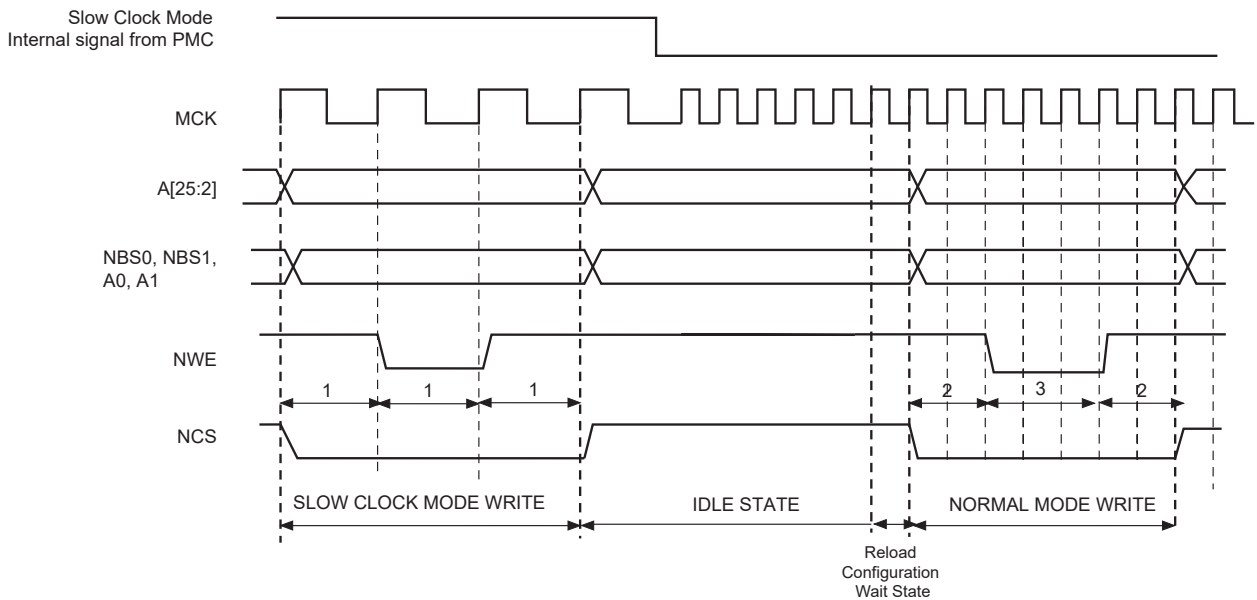 Slow Clock Mode
Internal signal from PMC
MCK
A[25:2]
NBS0, NBS1,
A0, A1
NWE
1 1 1 2 3 2
NCS
SLOW CLOCK MODE WRITE IDLE STATE NORMAL MODE WRITE
Reload
Configuration
Wait State